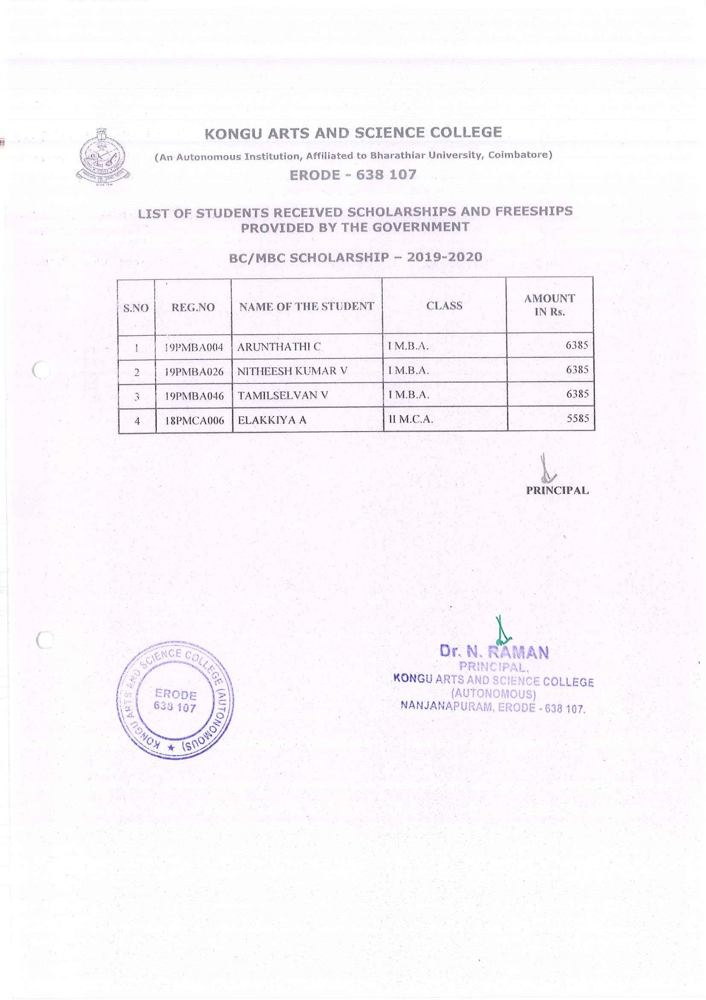 KONGU ARTS AND SCIENCE COLLEGE
(An Autonomous Institution, Affiliated to Bharathiar University, Coimbatore)
ERODE - 638 107
LIST OF STUDENTS RECEIVED SCHOLARSHIPS AND FREESHIPS
PROVIDED BY THE GOVERNMENT
BC/MBC SCHOLARSHIP – 2019-2020
S.NO REG.NO NAME OF THE STUDENT CLASS AMOUNT IN Rs.
1 19PMBA004 ARUNTHATHI C I M.B.A. 6385
2 19PMBA026 NITHEESH KUMAR V I M.B.A. 6385
3 19PMBA046 TAMILSELVAN V I M.B.A. 6385
4 18PMCA006 ELAKKIYA A II M.C.A. 5585
PRINCIPAL
KONGU ARTS AND SCIENCE COLLEGE (AUTONOMOUS) ★
ERODE
638 107
Dr. N. RAMAN
PRINCIPAL,
KONGU ARTS AND SCIENCE COLLEGE
(AUTONOMOUS)
NANJANAPURAM, ERODE - 638 107.